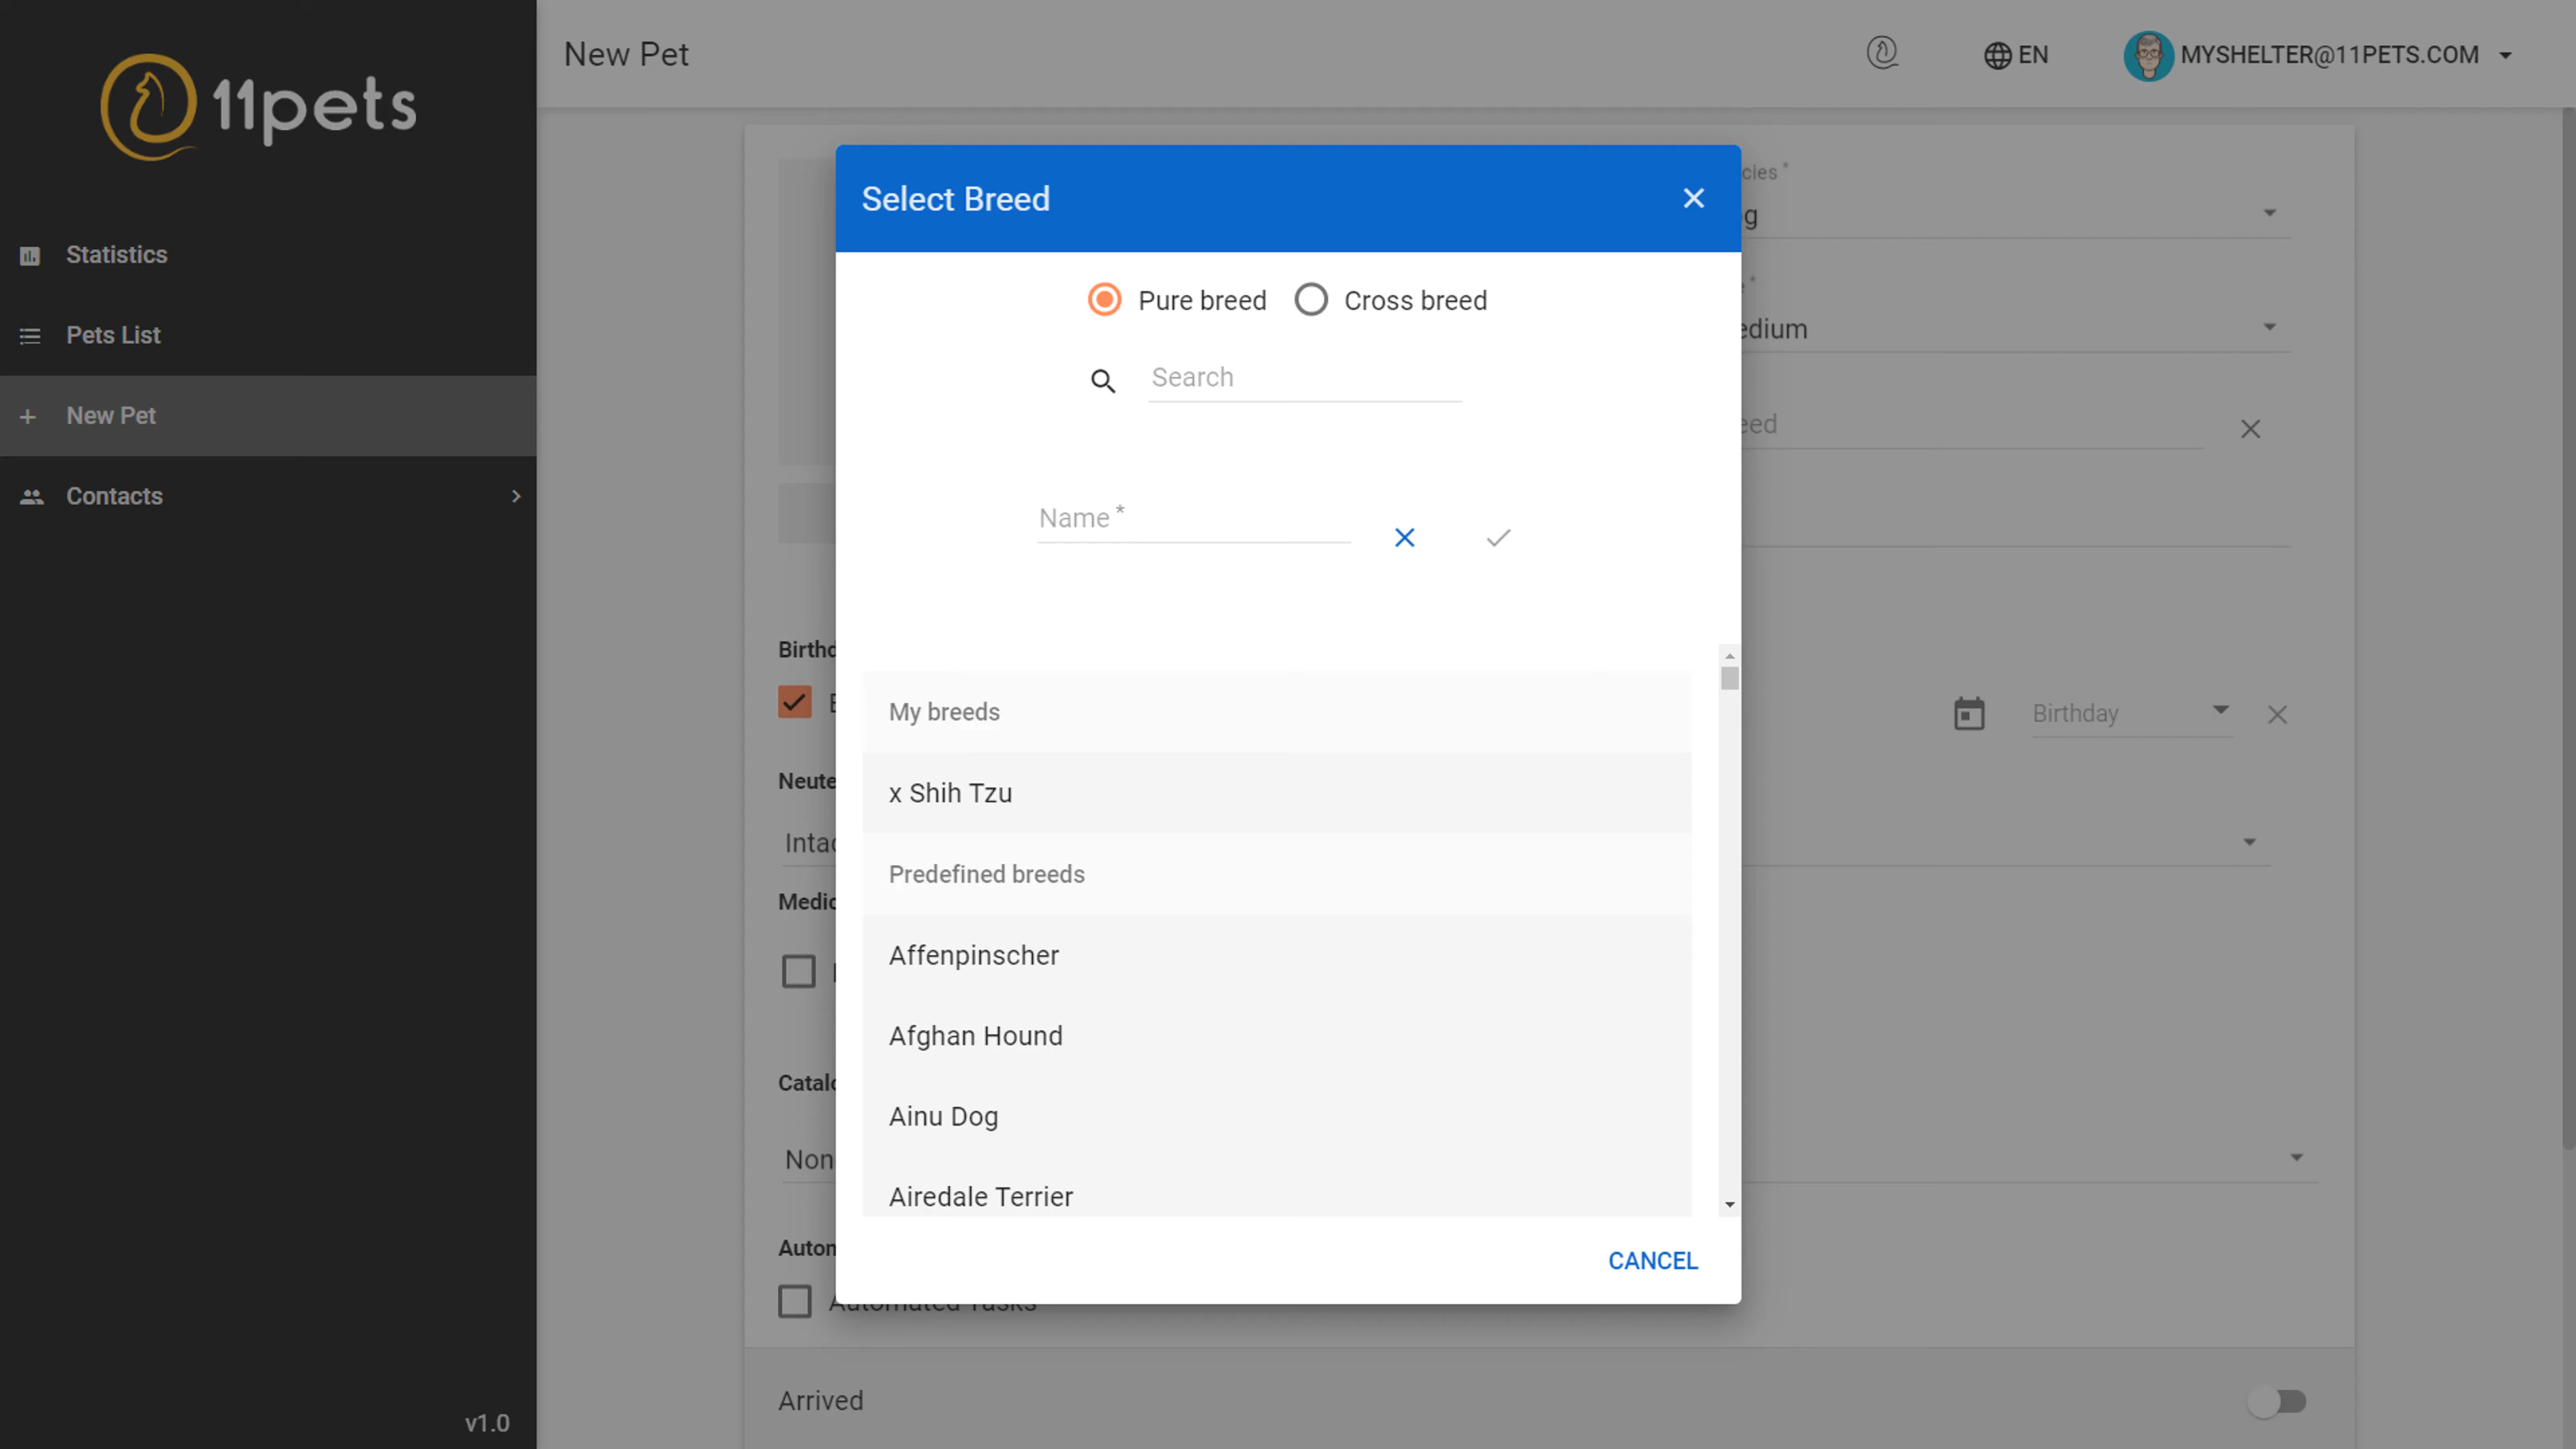 11pets
New Pet
EN
MYSHELTER@11PETS.COM
Statistics
Pets List
New Pet
Contacts
v1.0
Select Breed
Pure breed
Cross breed
Search
Name *
My breeds
x Shih Tzu
Predefined breeds
Affenpinscher
Afghan Hound
Ainu Dog
Airedale Terrier
CANCEL
Birthday
Automated Tasks
Arrived